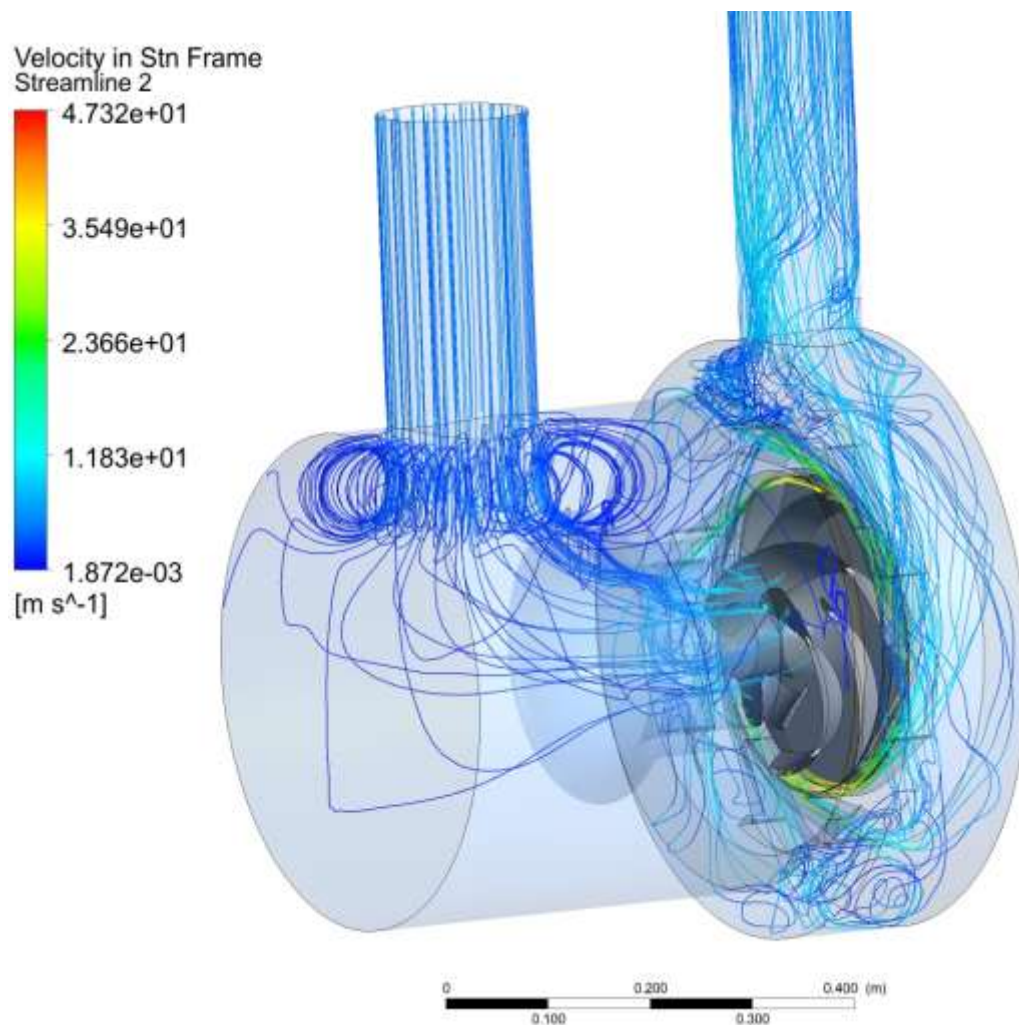 Velocity in Stn Frame
Streamline 2
4.732e+01
3.549e+01
2.366e+01
1.183e+01
1.872e-03
[m s^-1]
0 0.200 0.400 (m)
0.100 0.300